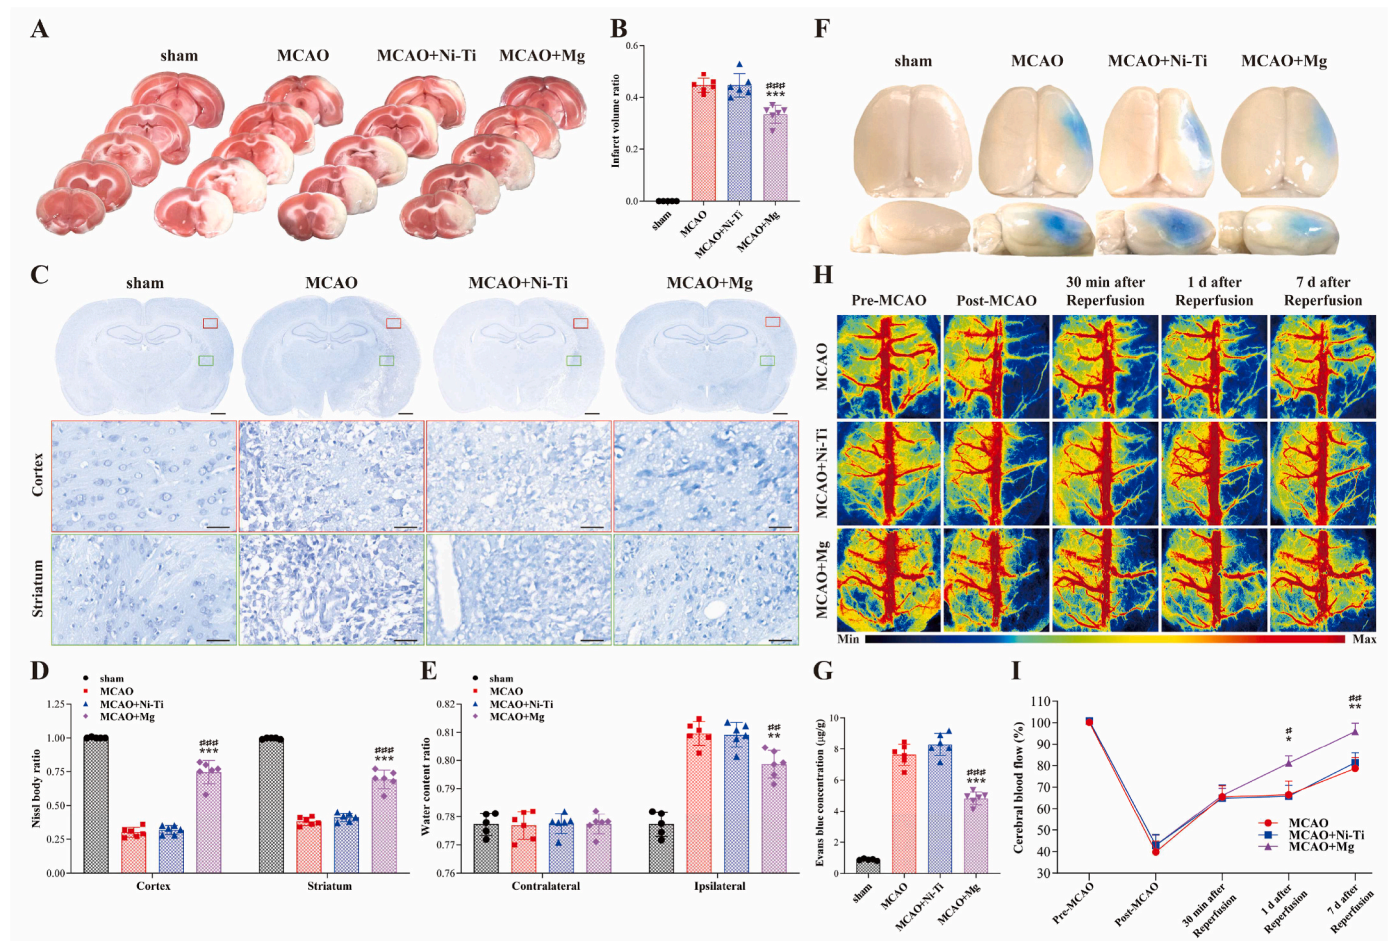 A
sham
MCAO
MCAO+Ni-Ti
MCAO+Mg
B
Infaret volume ratio
0.6
0.4
0.2
0.0
###
***
sham
MCAO
MCAO+Ni-Ti
MCAO+Mg
F
sham
MCAO
MCAO+Ni-Ti
MCAO+Mg
C
sham
MCAO
MCAO+Ni-Ti
MCAO+Mg
Cortex
Striatum
H
Pre-MCAO
Post-MCAO
30 min after
Reperfusion
1 d after
Reperfusion
7 d after
Reperfusion
MCAO
MCAO+Ni-Ti
MCAO+Mg
Min
Max
D
sham
MCAO
MCAO+Ni-Ti
MCAO+Mg
Nissl body ratio
1.25
1.00
0.75
0.50
0.25
0.00
###
***
###
***
Cortex
Striatum
E
sham
MCAO
MCAO+Ni-Ti
MCAO+Mg
Water content ratio
0.82
0.81
0.80
0.79
0.78
0.77
0.76
##
**
Contralateral
Ipsilateral
G
Evans blue concentration (μg/g)
10
8
6
4
2
0
###
***
sham
MCAO
MCAO+Ni-Ti
MCAO+Mg
I
Cerebral blood flow (%)
110
100
90
80
70
60
50
40
30
#
*
##
**
MCAO
MCAO+Ni-Ti
MCAO+Mg
Pre-MCAO
Post-MCAO
30 min after
Reperfusion
1 d after
Reperfusion
7 d after
Reperfusion